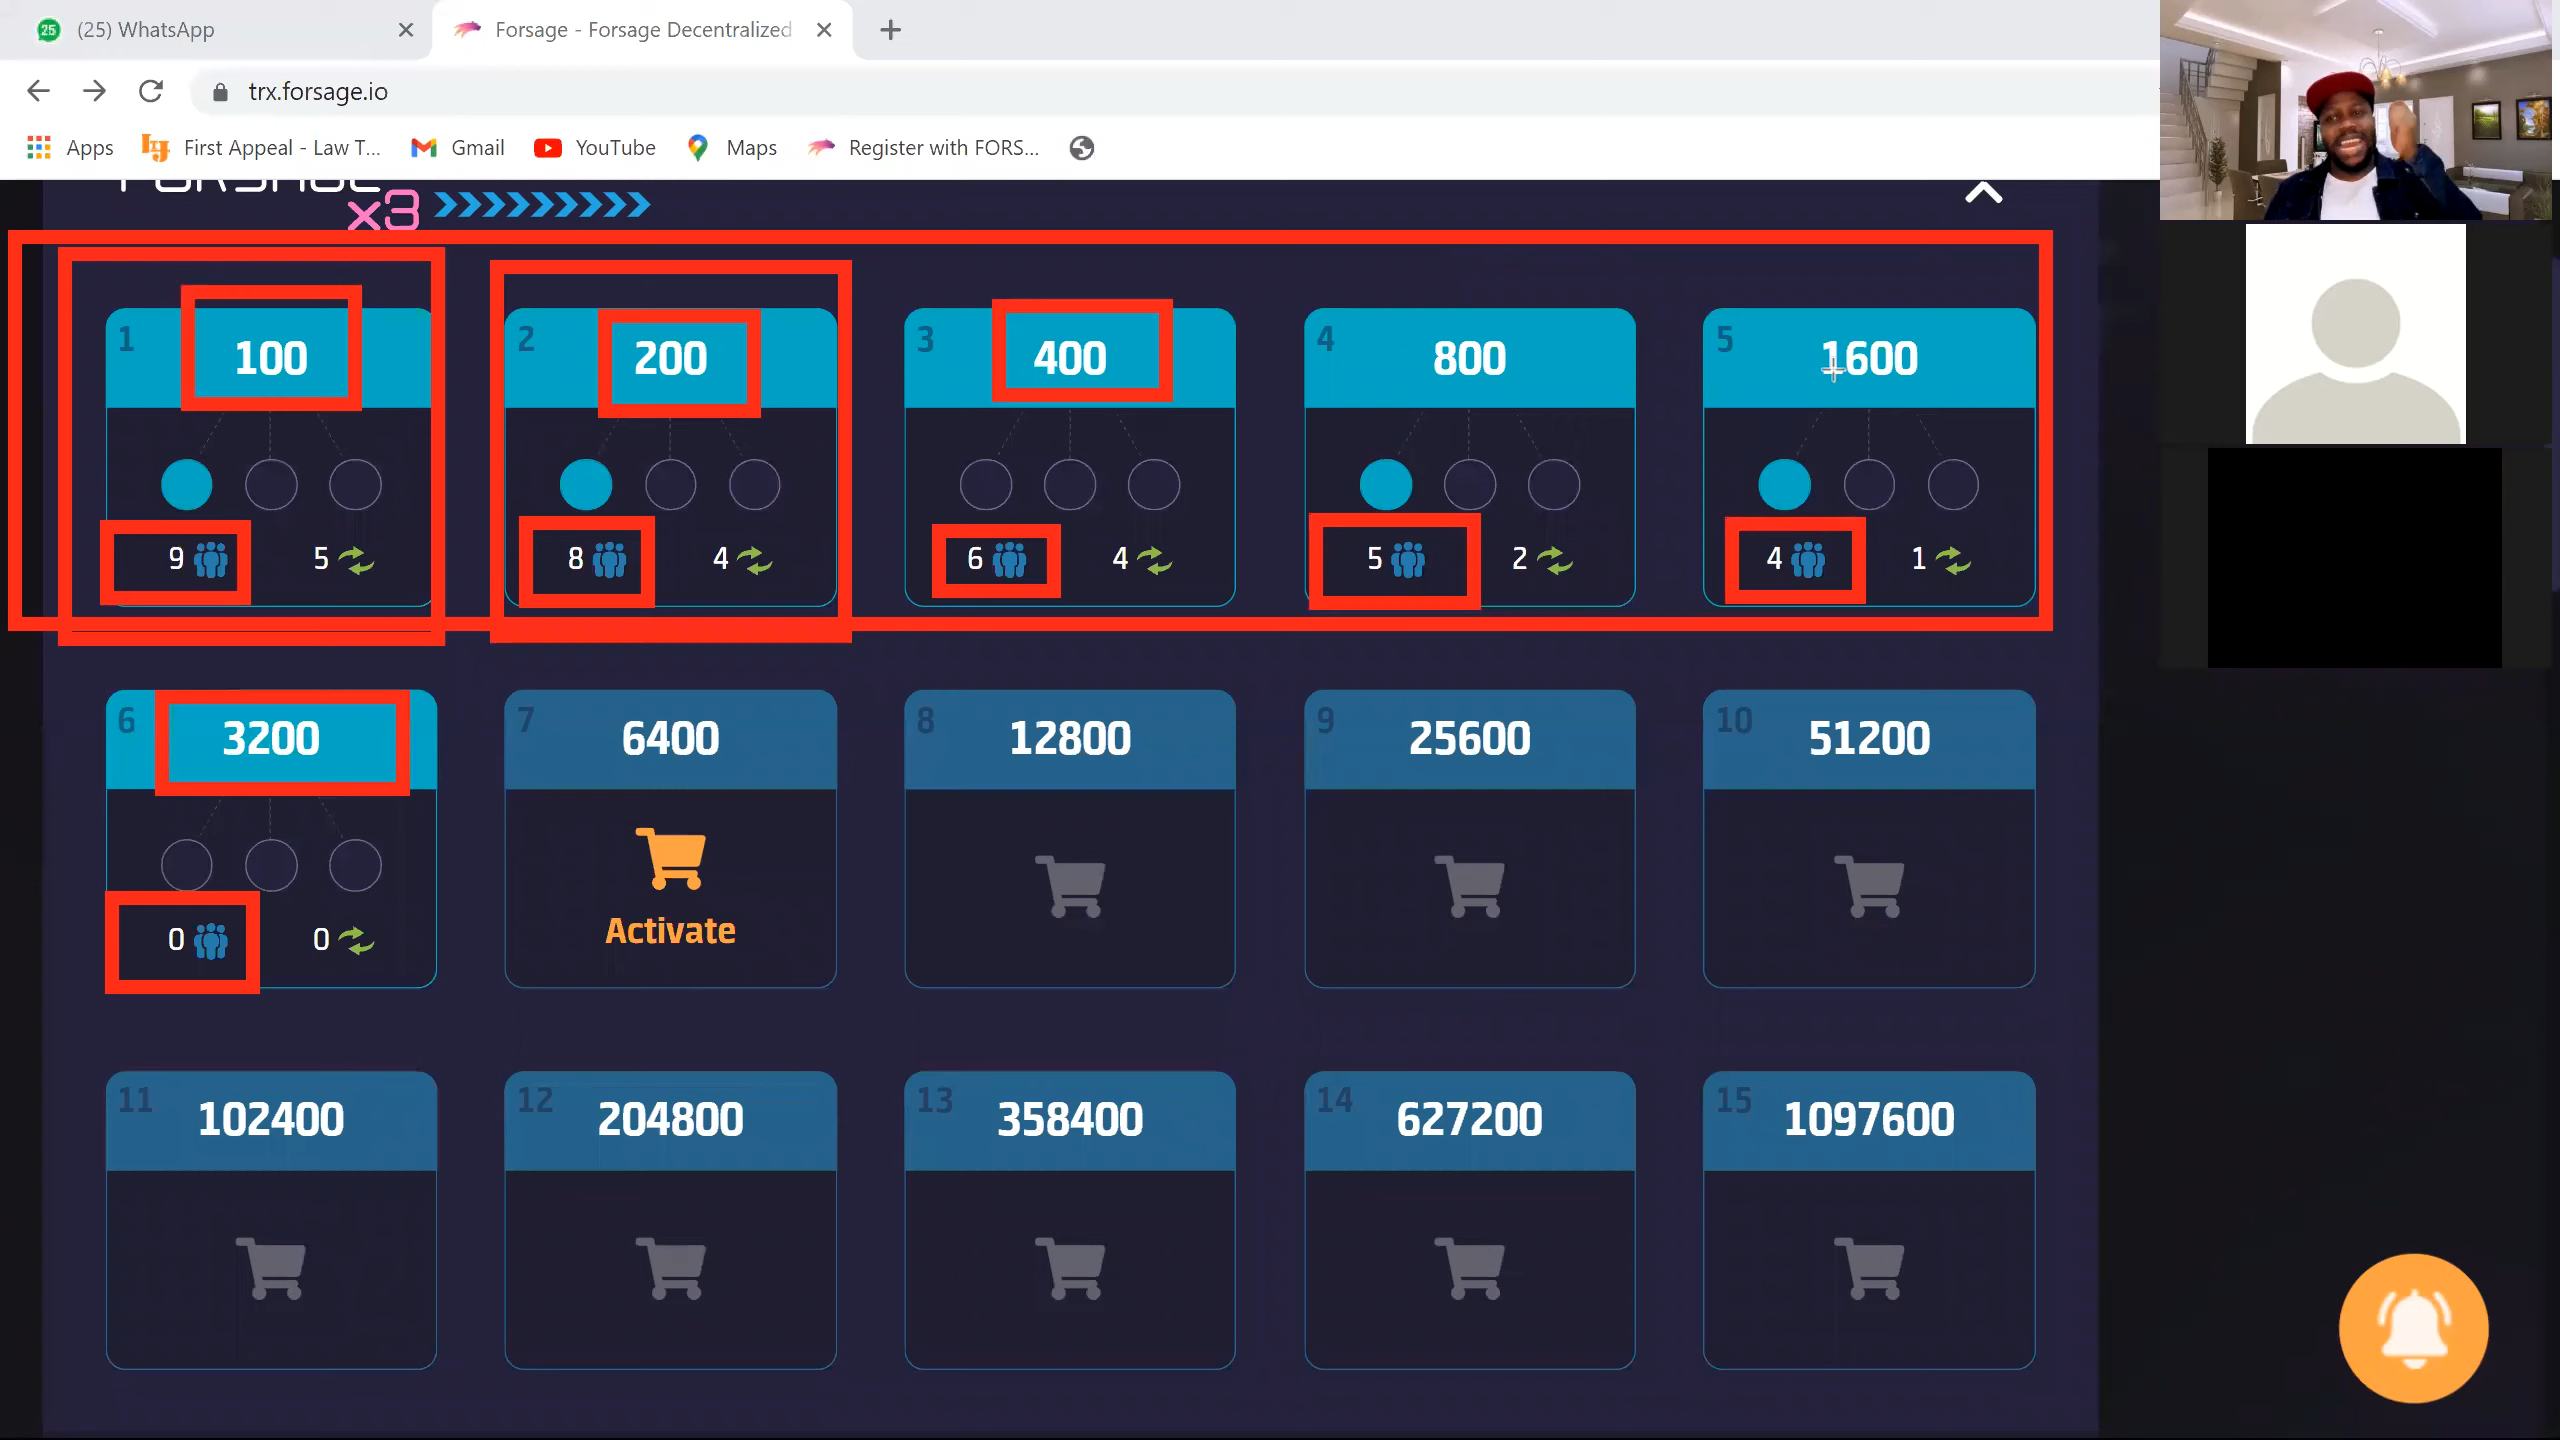 25 (25) WhatsApp
Forsage - Forsage Decentralized
trx.forsage.io
Apps
First Appeal - Law T...
Gmail
YouTube
Maps
Register with FORS...
FORSAGE
x3
1 100
9 5
2 200
8 4
3 400
6 4
4 800
5 2
5 1600
4 1
6 3200
0 0
7 6400
Activate
8 12800
9 25600
10 51200
11 102400
12 204800
13 358400
14 627200
15 1097600